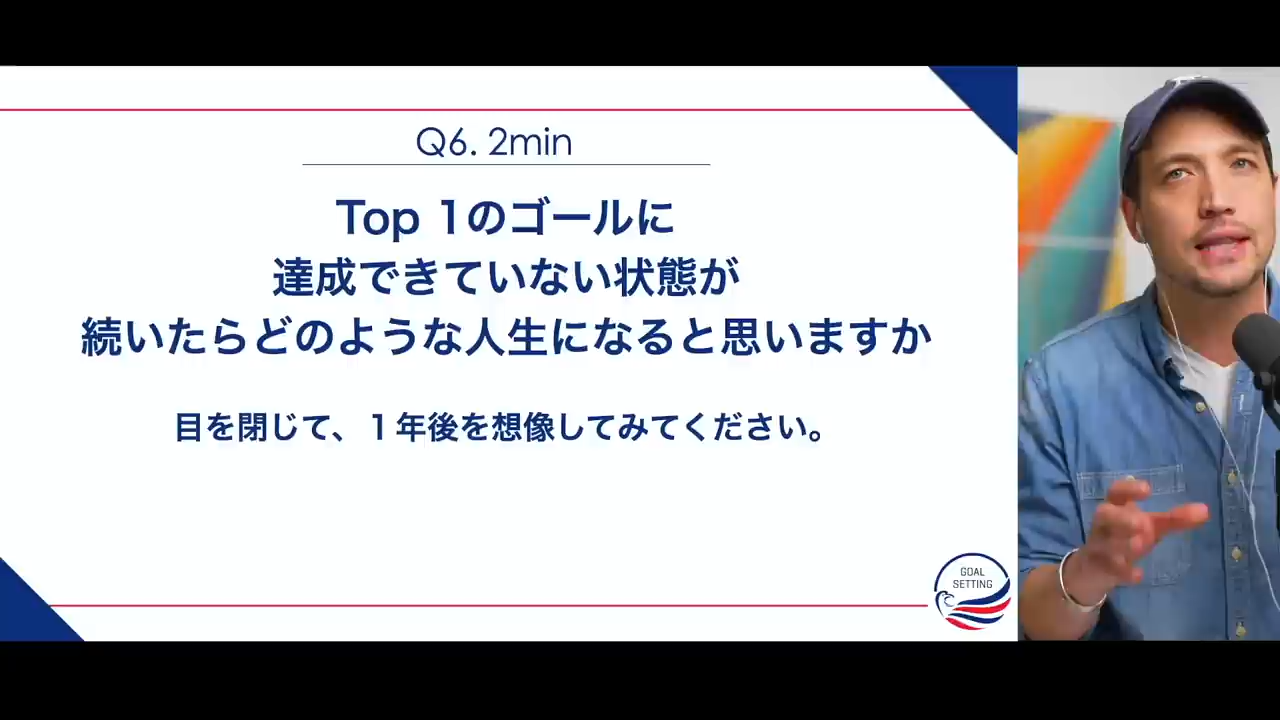 Q6. 2min
Top 1のゴールに
達成できていない状態が
続いたらどのような人生になると思いますか
目を閉じて、１年後を想像してみてください。
GOAL
SETTING